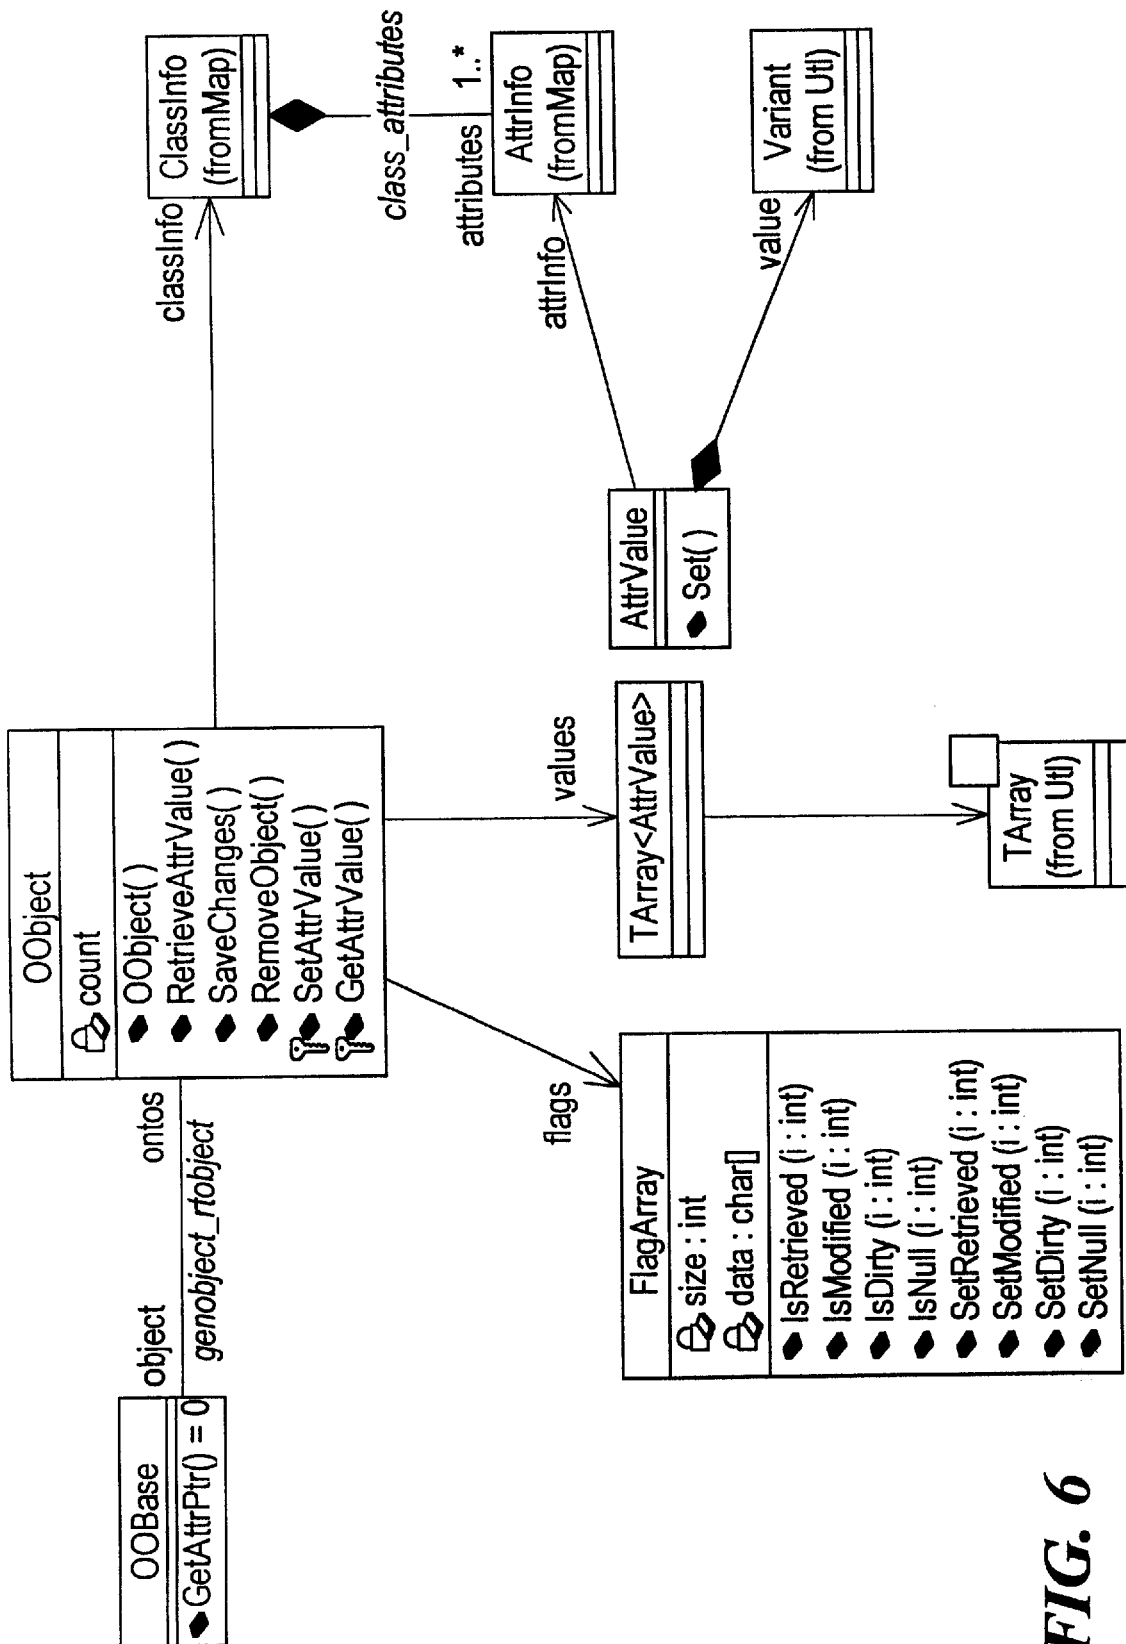 OOBase
GetAttrPtr() = 0
object
genobject_rtobject
ontos
OObject
count
OObject( )
RetrieveAttrValue( )
SaveChanges( )
RemoveObject( )
SetAttrValue( )
GetAttrValue( )
classInfo
ClassInfo
(fromMap)
class_attributes
attributes
1..*
AttrInfo
(fromMap)
attrInfo
AttrValue
Set( )
value
Variant
(from Utl)
values
TArray<AttrValue>
TArray
(from Utl)
flags
FlagArray
size : int
data : char[]
IsRetrieved (i : int)
IsModified (i : int)
IsDirty (i : int)
IsNull (i : int)
SetRetrieved (i : int)
SetModified (i : int)
SetDirty (i : int)
SetNull (i : int)
FIG. 6